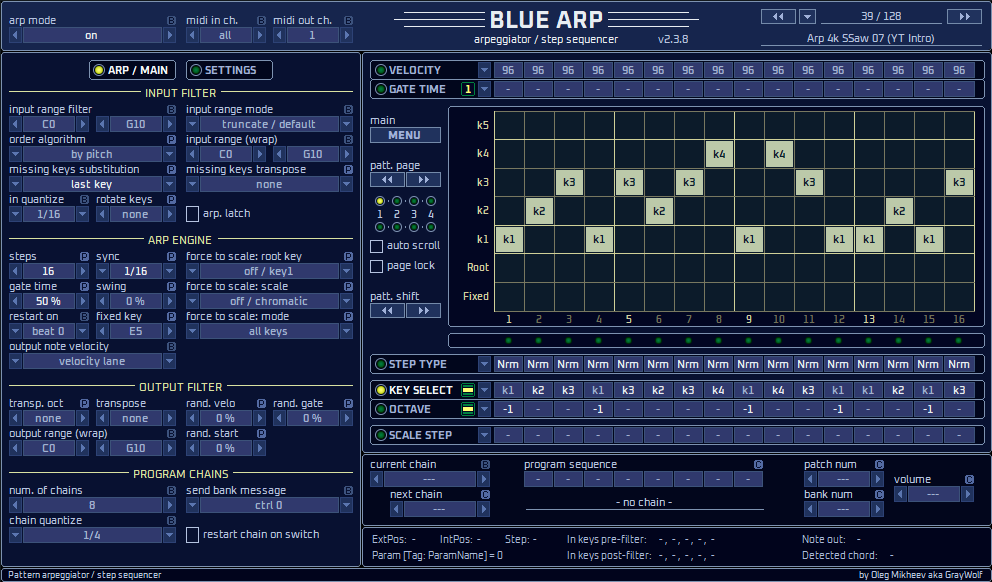 arp mode B midi in ch. B midi out ch. B
on all 1
BLUE ARP
arpeggiator / step sequencer v2.3.8
39 / 128
Arp 4k SSaw 07 (YT Intro)
ARP / MAIN SETTINGS
INPUT FILTER
input range filter B input range mode B
C0 G10 truncate / default
order algorithm P input range (wrap) B
by pitch C0 G10
missing keys substitution P missing keys transpose P
last key none
in quantize B rotate keys P
1/16 none arp. latch
ARP ENGINE
steps P sync P force to scale: root key P
16 1/16 off / key1
gate time P swing P force to scale: scale P
50 % 0 % off / chromatic
restart on B fixed key P force to scale: mode P
beat 0 E5 all keys
output note velocity B
velocity lane
OUTPUT FILTER
transp. oct P transpose P rand. velo P rand. gate P
none none 0 % 0 %
output range (wrap) B rand. start P
C0 G10 0 %
PROGRAM CHAINS
num. of chains B send bank message B
8 ctrl 0
chain quantize B
1/4 restart chain on switch
VELOCITY 96 96 96 96 96 96 96 96 96 96 96 96 96 96 96 96
GATE TIME 1 - - - - - - - - - - - - - - - -
main
MENU
patt. page
1 2 3 4
auto scroll
page lock
patt. shift
k5
k4 k4 k4
k3 k3 k3 k3 k3 k3
k2 k2 k2 k2
k1 k1 k1 k1 k1 k1 k1
Root
Fixed
1 2 3 4 5 6 7 8 9 10 11 12 13 14 15 16
STEP TYPE Nrm Nrm Nrm Nrm Nrm Nrm Nrm Nrm Nrm Nrm Nrm Nrm Nrm Nrm Nrm Nrm
KEY SELECT k1 k2 k3 k1 k3 k2 k3 k4 k1 k4 k3 k1 k1 k2 k1 k3
OCTAVE -1 - - -1 - - - - -1 - - -1 - - -1 -
SCALE STEP - - - - - - - - - - - - - - - -
current chain B program sequence C patch num C
--- - - - - - - - - --- volume C
next chain C - no chain - bank num C ---
--- ---
ExtPos: - IntPos: - Step: - In keys pre-filter: -, -, -, -, - Note out: -
Param [Tag: ParamName] = 0 In keys post-filter: -, -, -, -, - Detected chord: -
Pattern arpeggiator / step sequencer by Oleg Mikheev aka GrayWolf